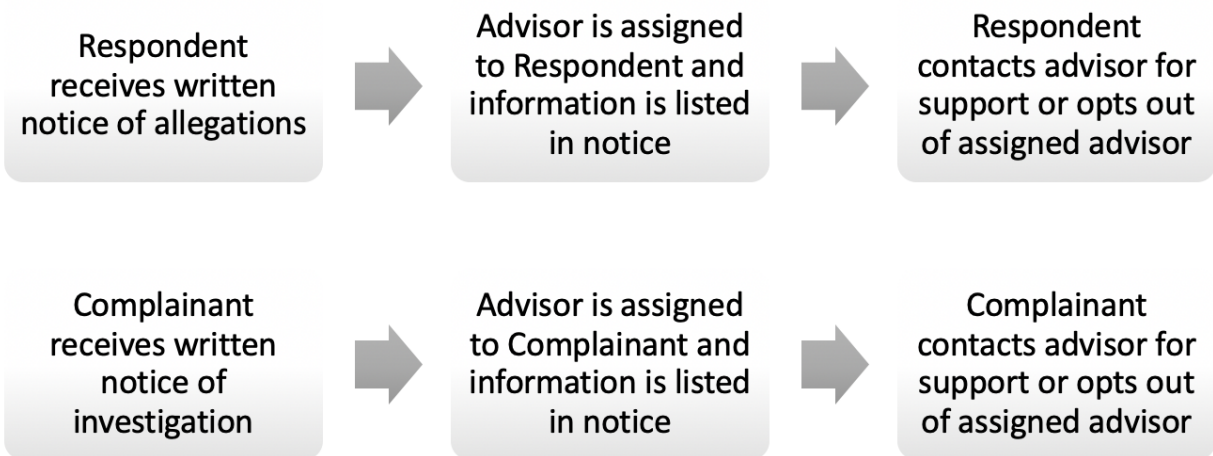 Respondent
receives written
notice of allegations
Advisor is assigned
to Respondent and
information is listed
in notice
Respondent
contacts advisor for
support or opts out
of assigned advisor
Complainant
receives written
notice of
investigation
Advisor is assigned
to Complainant and
information is listed
in notice
Complainant
contacts advisor for
support or opts out
of assigned advisor